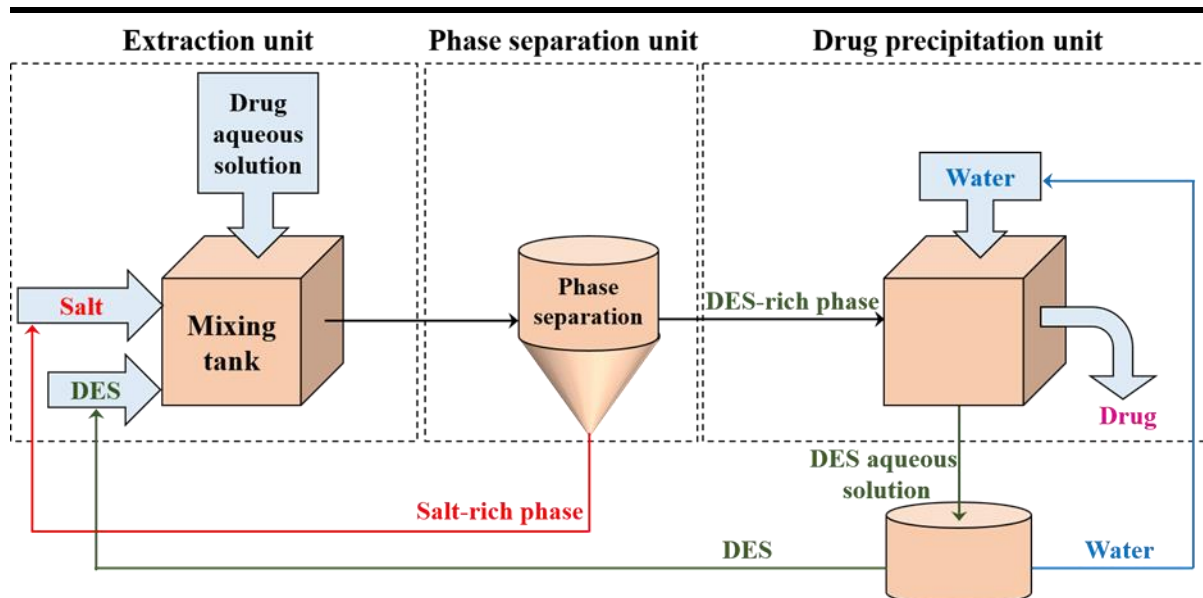 Extraction unit
Phase separation unit
Drug precipitation unit
Drug
aqueous
solution
Water
Salt
Mixing
tank
DES
Phase
separation
DES-rich phase
Drug
DES aqueous
solution
Salt-rich phase
DES
Water